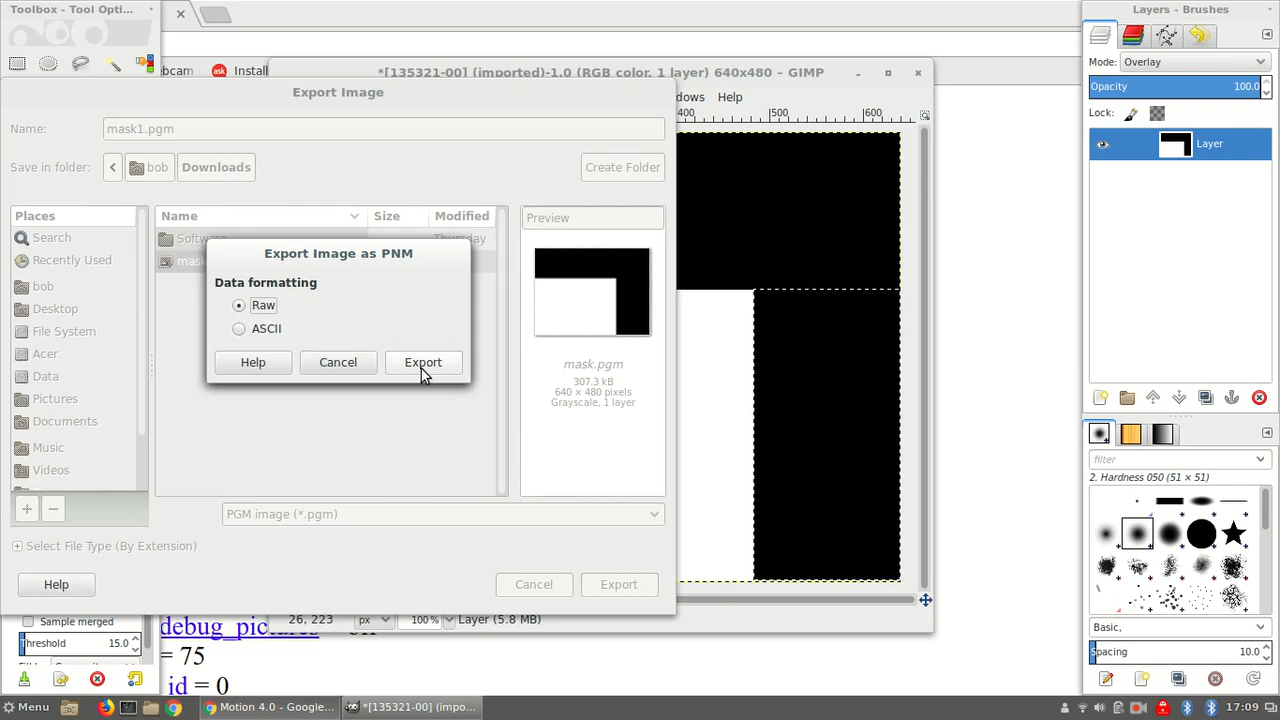 Toolbox - Tool Opti...
Layers - Brushes
ecam
Install
*[135321-00] (imported)-1.0 (RGB color, 1 layer) 640x480 – GIMP
dows Help
400
500
600
Export Image
Name: mask1.pgm
Save in folder: bob Downloads Create Folder
Places
Search
Recently Used
bob
Desktop
File System
Acer
Data
Pictures
Documents
Music
Videos
Name Size Modified
Softw Thursday
mas
Preview
mask.pgm
307.3 kB
640 × 480 pixels
Grayscale, 1 layer
Export Image as PNM
Data formatting
Raw
ASCII
Help Cancel Export
PGM image (*.pgm)
Select File Type (By Extension)
Help Cancel Export
26, 223 px 100% Layer (5.8 MB)
Sample merged
hreshold 15.0
debug_pictures
= 75
id = 0
Mode: Overlay
Opacity 100.0
Lock:
Layer
filter
2. Hardness 050 (51 × 51)
Basic,
Spacing 10.0
Menu
Motion 4.0 - Google...
*[135321-00] (impo...
17:09